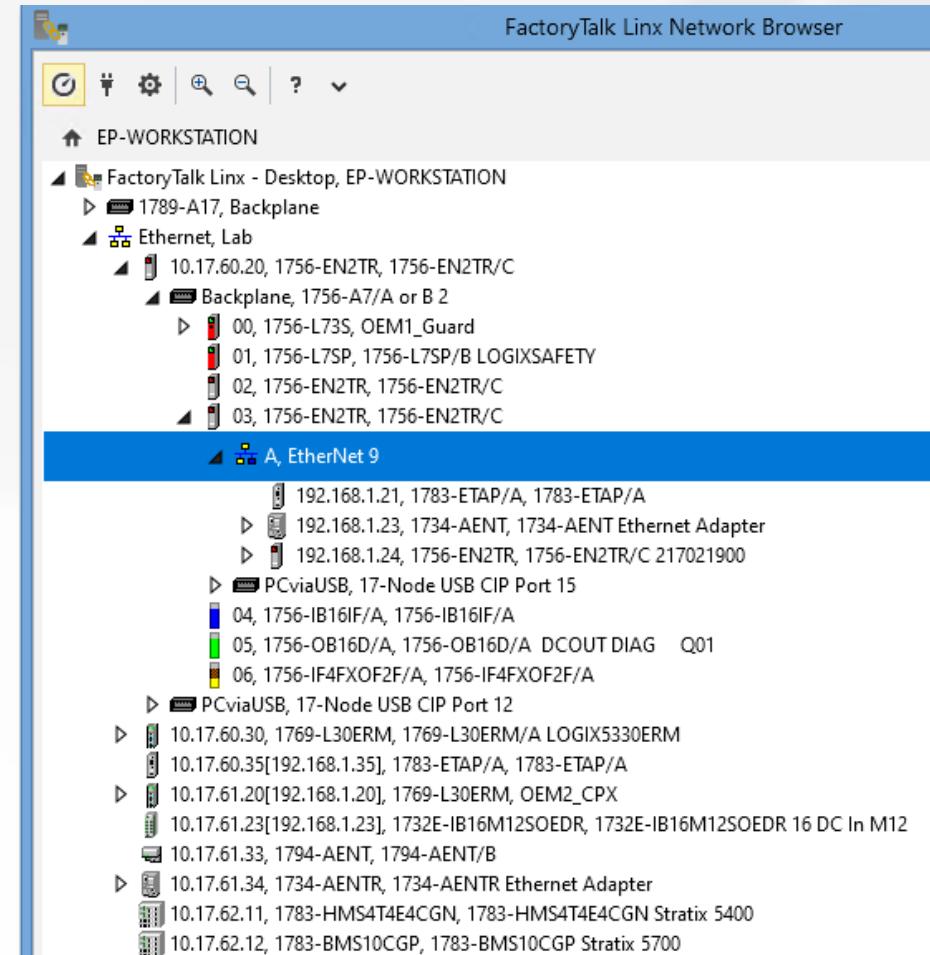 FactoryTalk Linx Network Browser
?
EP-WORKSTATION
FactoryTalk Linx - Desktop, EP-WORKSTATION
1789-A17, Backplane
Ethernet, Lab
10.17.60.20, 1756-EN2TR, 1756-EN2TR/C
Backplane, 1756-A7/A or B 2
00, 1756-L73S, OEM1_Guard
01, 1756-L7SP, 1756-L7SP/B LOGIXSAFETY
02, 1756-EN2TR, 1756-EN2TR/C
03, 1756-EN2TR, 1756-EN2TR/C
A, EtherNet 9
192.168.1.21, 1783-ETAP/A, 1783-ETAP/A
192.168.1.23, 1734-AENT, 1734-AENT Ethernet Adapter
192.168.1.24, 1756-EN2TR, 1756-EN2TR/C 217021900
PCviaUSB, 17-Node USB CIP Port 15
04, 1756-IB16IF/A, 1756-IB16IF/A
05, 1756-OB16D/A, 1756-OB16D/A DCOUT DIAG Q01
06, 1756-IF4FXOF2F/A, 1756-IF4FXOF2F/A
PCviaUSB, 17-Node USB CIP Port 12
10.17.60.30, 1769-L30ERM, 1769-L30ERM/A LOGIX5330ERM
10.17.60.35[192.168.1.35], 1783-ETAP/A, 1783-ETAP/A
10.17.61.20[192.168.1.20], 1769-L30ERM, OEM2_CPX
10.17.61.23[192.168.1.23], 1732E-IB16M12SOEDR, 1732E-IB16M12SOEDR 16 DC In M12
10.17.61.33, 1794-AENT, 1794-AENT/B
10.17.61.34, 1734-AENTR, 1734-AENTR Ethernet Adapter
10.17.62.11, 1783-HMS4T4E4CGN, 1783-HMS4T4E4CGN Stratix 5400
10.17.62.12, 1783-BMS10CGP, 1783-BMS10CGP Stratix 5700